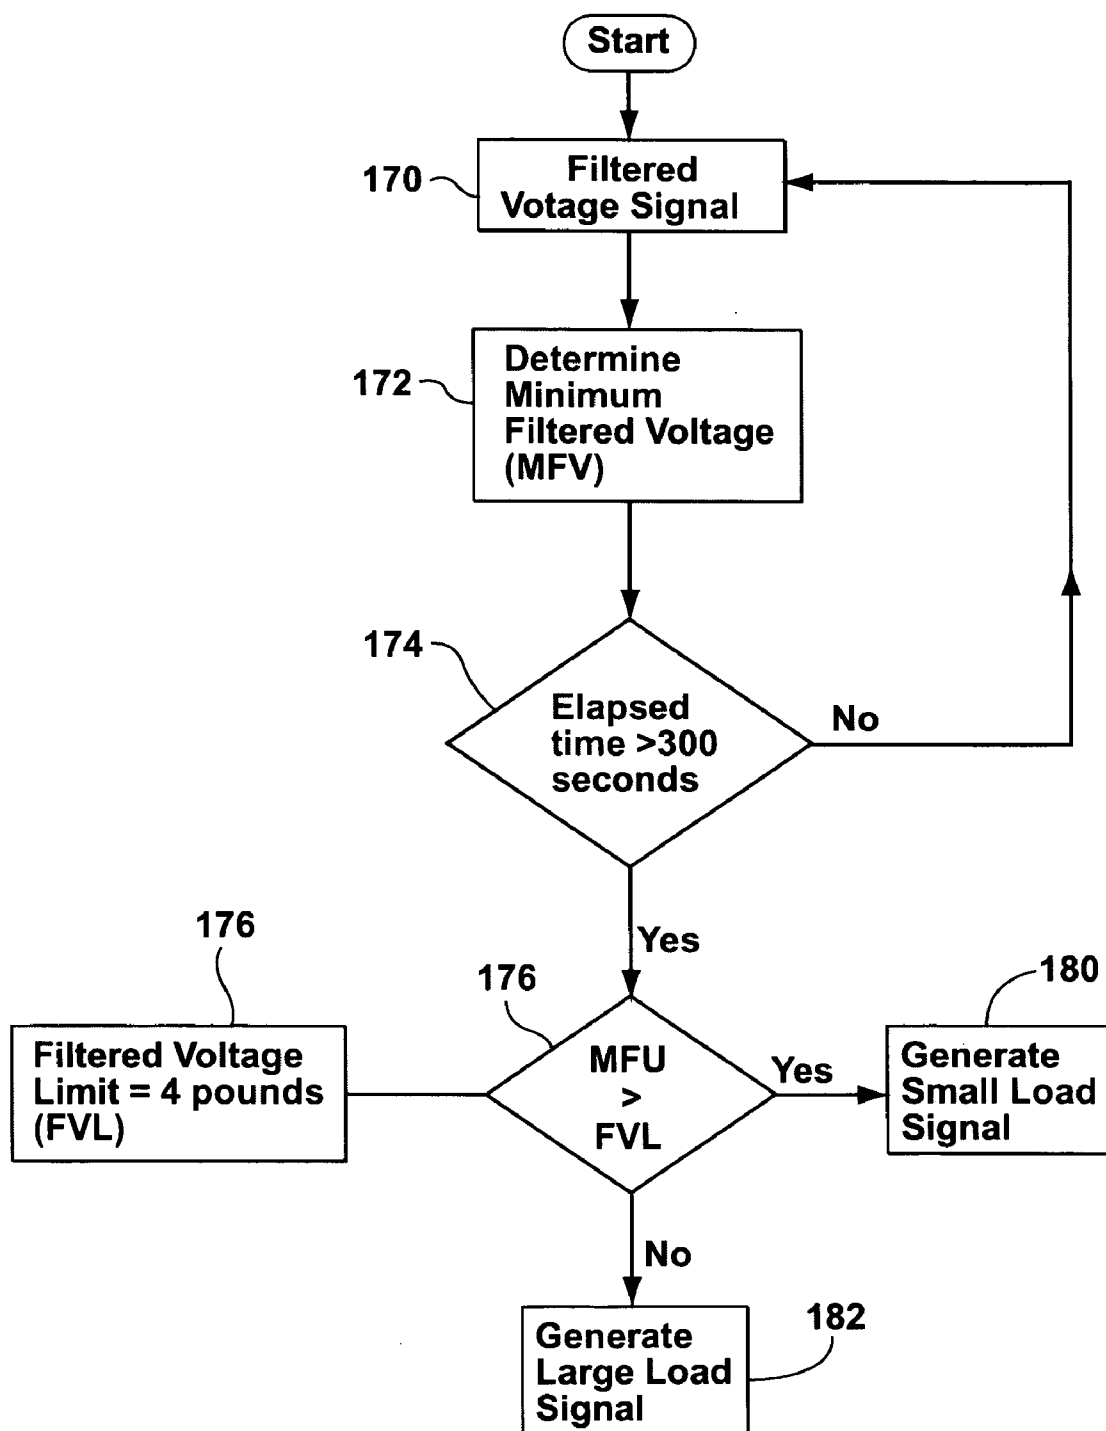 Start
170
Filtered
Votage Signal
172
Determine
Minimum
Filtered Voltage
(MFV)
174
Elapsed
time >300
seconds
No
Yes
176
Filtered Voltage
Limit = 4 pounds
(FVL)
176
MFU
>
FVL
Yes
180
Generate
Small Load
Signal
No
182
Generate
Large Load
Signal